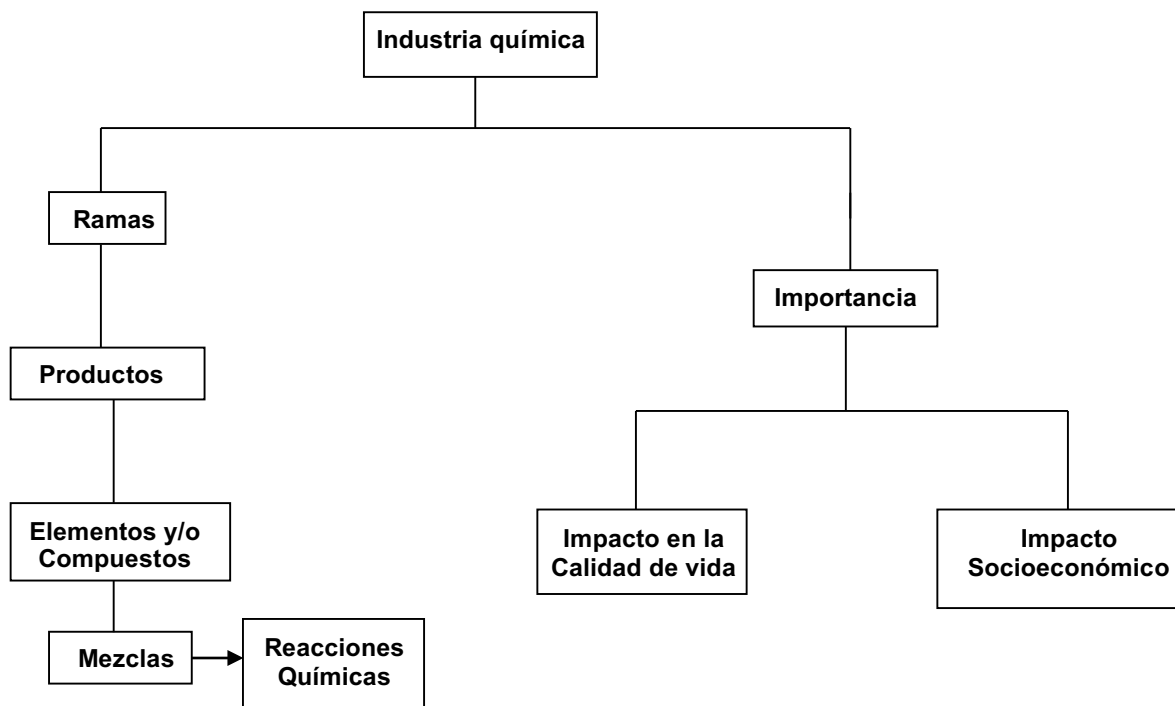 Industria química
Ramas
Importancia
Productos
Elementos y/o
Compuestos
Impacto en la
Calidad de vida
Impacto
Socioeconómico
Mezclas
Reacciones
Químicas